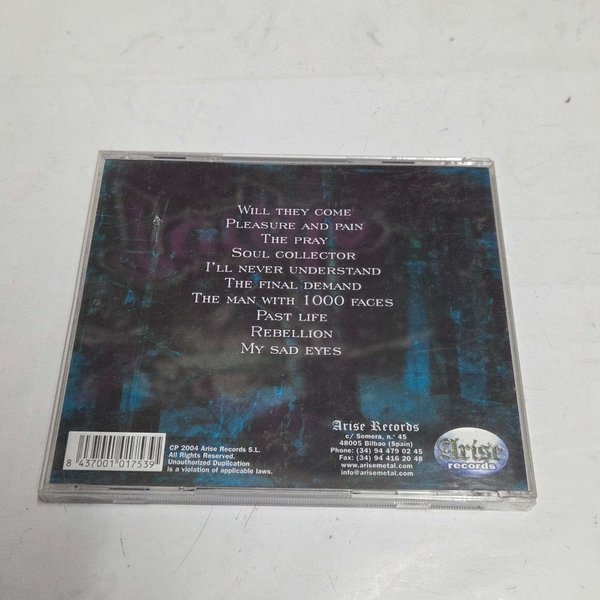 Will they come
Pleasure and pain
The pray
Soul collector
I'll never understand
The final demand
The man with 1000 faces
Past life
Rebellion
My sad eyes
8 437001 017539
CP 2004 Arise Records S.L.
All Rights Reserved.
Unauthorized Duplication
is a violation of applicable laws.
Arise Records
c/ Somera, n.º 45
48005 Bilbao (Spain)
Phone: (34) 94 479 02 45
Fax: (34) 94 416 20 48
www.arisemetal.com
info@arisemetal.com
Arise
records